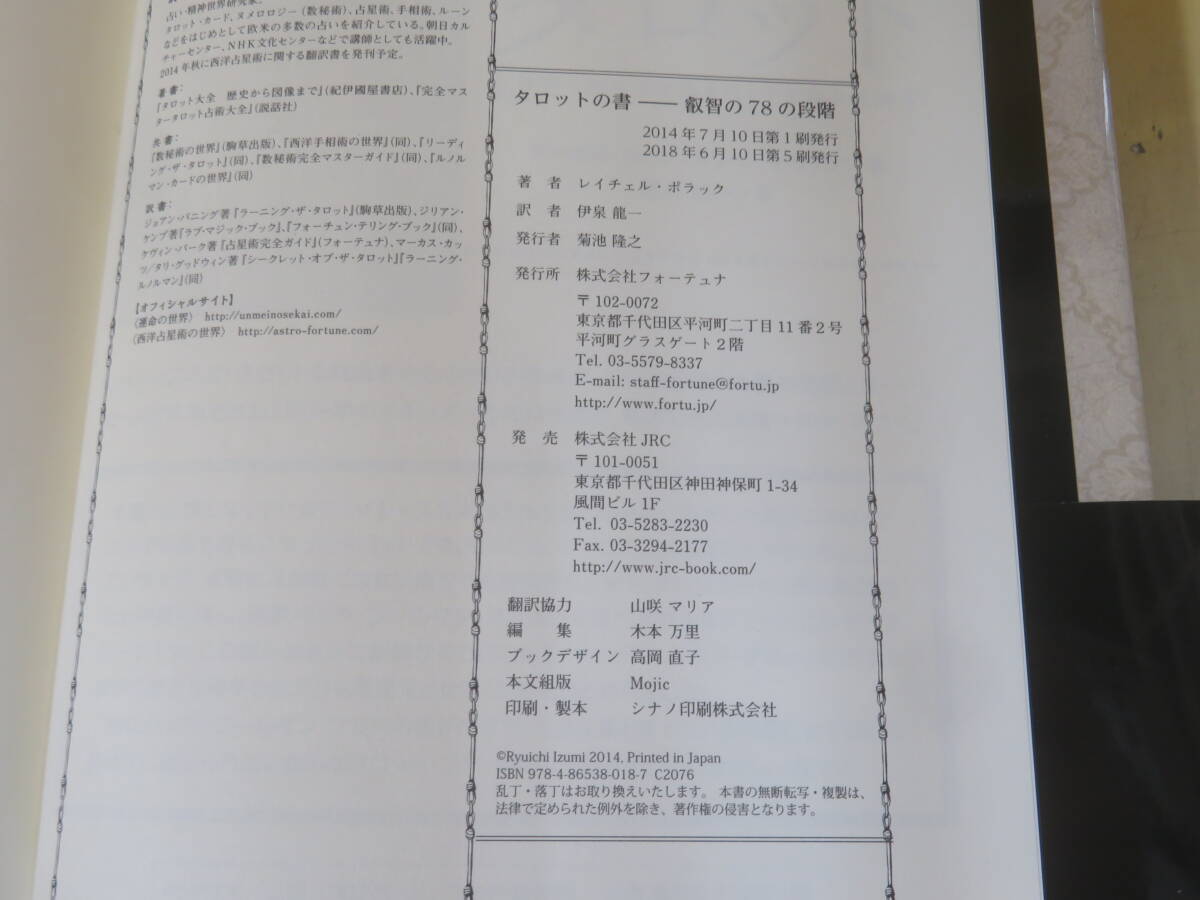 占い・精神世界研究家。
タロット・カード、ヌメロロジー(数秘術)、占星術、手相術、ルーン
などをはじめとして欧米の多数の占いを紹介している。朝日カル
チャーセンター、NHK文化センターなどで講師としても活躍中。
2014年秋に西洋占星術に関する翻訳書を発刊予定。
著書:
『タロット大全 歴史から図像まで』(紀伊國屋書店)、『完全マス
タータロット占術大全』(説話社)
共書:
『数秘術の世界』(駒草出版)、『西洋手相術の世界』(同)、『リーディ
ング・ザ・タロット』(同)、『数秘術完全マスターガイド』(同)、『ルノル
マン・カードの世界』(同)
訳書:
ジョアン・バニング著『ラーニング・ザ・タロット』(駒草出版)、ジリアン・
ケンプ著『ラブ・マジック・ブック』、『フォーチュン・テリング・ブック』(同)、
ケヴィン・バーク著『占星術完全ガイド』(フォーテュナ)、マーカス・カッ
ツ/タリ・グッドウィン著『シークレット・オブ・ザ・タロット』『ラーニング・
ルノルマン』(同)
【オフィシャルサイト】
〈運命の世界〉 http://unmeinosekai.com/
〈西洋占星術の世界〉 http://astro-fortune.com/
タロットの書―― 叡智の78の段階
2014年7月10日第1刷発行
2018年6月10日第5刷発行
著 者 レイチェル・ポラック
訳 者 伊泉 龍一
発行者 菊池 隆之
発行所 株式会社フォーテュナ
〒102-0072
東京都千代田区平河町二丁目11番2号
平河町グラスゲート2階
Tel. 03-5579-8337
E-mail: staff-fortune@fortu.jp
http://www.fortu.jp/
発 売 株式会社JRC
〒101-0051
東京都千代田区神田神保町1-34
風間ビル1F
Tel. 03-5283-2230
Fax. 03-3294-2177
http://www.jrc-book.com/
翻訳協力 山咲 マリア
編 集 木本 万里
ブックデザイン 高岡 直子
本文組版 Mojic
印刷・製本 シナノ印刷株式会社
©Ryuichi Izumi 2014, Printed in Japan
ISBN 978-4-86538-018-7 C2076
乱丁・落丁はお取り換えいたします。 本書の無断転写・複製は、
法律で定められた例外を除き、著作権の侵害となります。